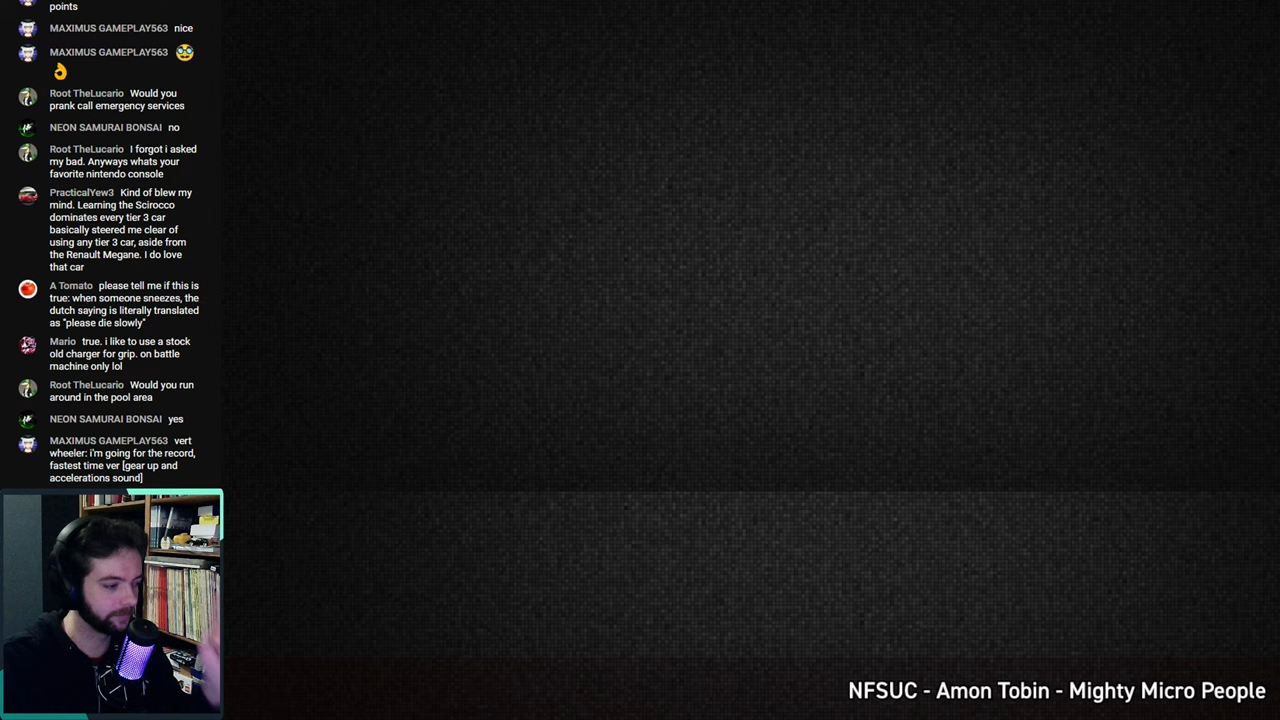 points
MAXIMUS GAMEPLAY563 nice
MAXIMUS GAMEPLAY563
Root TheLucario Would you
prank call emergency services
NEON SAMURAI BONSAI no
Root TheLucario I forgot i asked
my bad. Anyways whats your
favorite nintendo console
PracticalYew3 Kind of blew my
mind. Learning the Scirocco
dominates every tier 3 car
basically steered me clear of
using any tier 3 car, aside from
the Renault Megane. I do love
that car
A Tomato please tell me if this is
true: when someone sneezes, the
dutch saying is literally translated
as "please die slowly"
Mario true. i like to use a stock
old charger for grip. on battle
machine only lol
Root TheLucario Would you run
around in the pool area
NEON SAMURAI BONSAI yes
MAXIMUS GAMEPLAY563 vert
wheeler: i'm going for the record,
fastest time ver [gear up and
accelerations sound]
NFSUC - Amon Tobin - Mighty Micro People